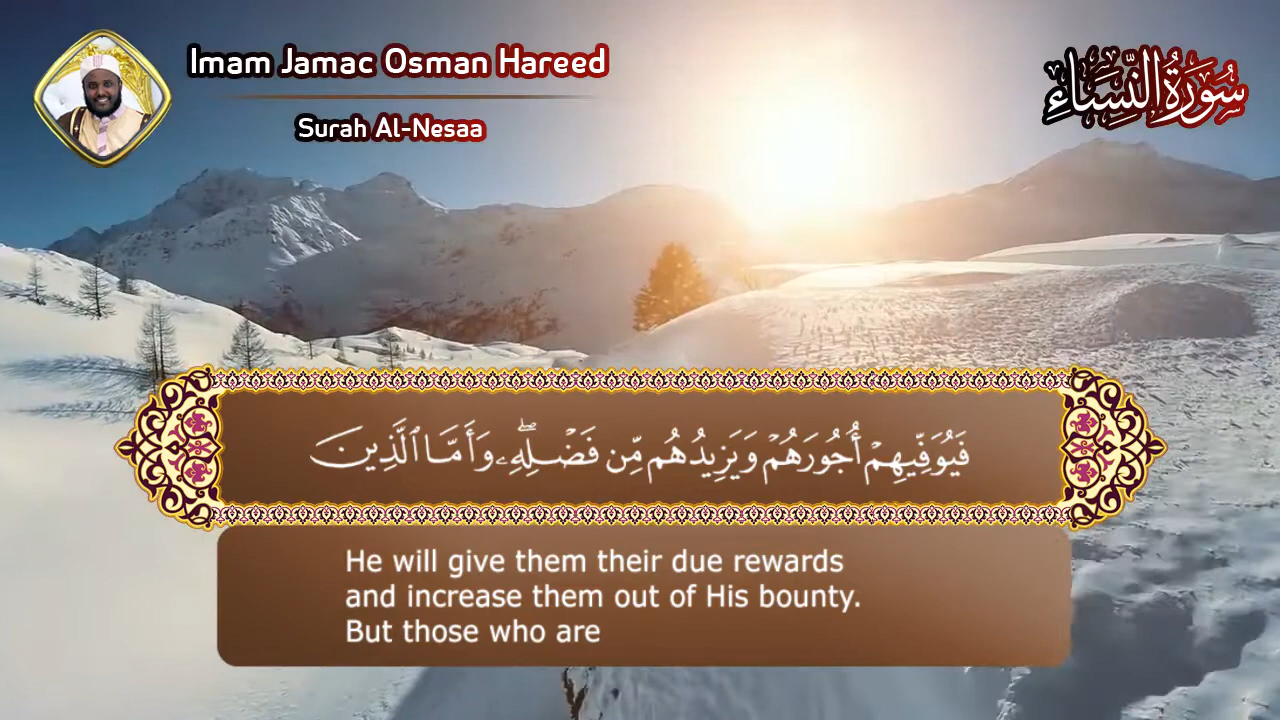 Imam Jamac Osman Hareed
Surah Al-Nesaa
سُورَةُ النِّسَاءِ
فَيُوَفِّيهِمْ أُجُورَهُمْ وَيَزِيدُهُم مِّن فَضْلِهِۦۖ وَأَمَّا ٱلَّذِينَ
He will give them their due rewards
and increase them out of His bounty.
But those who are